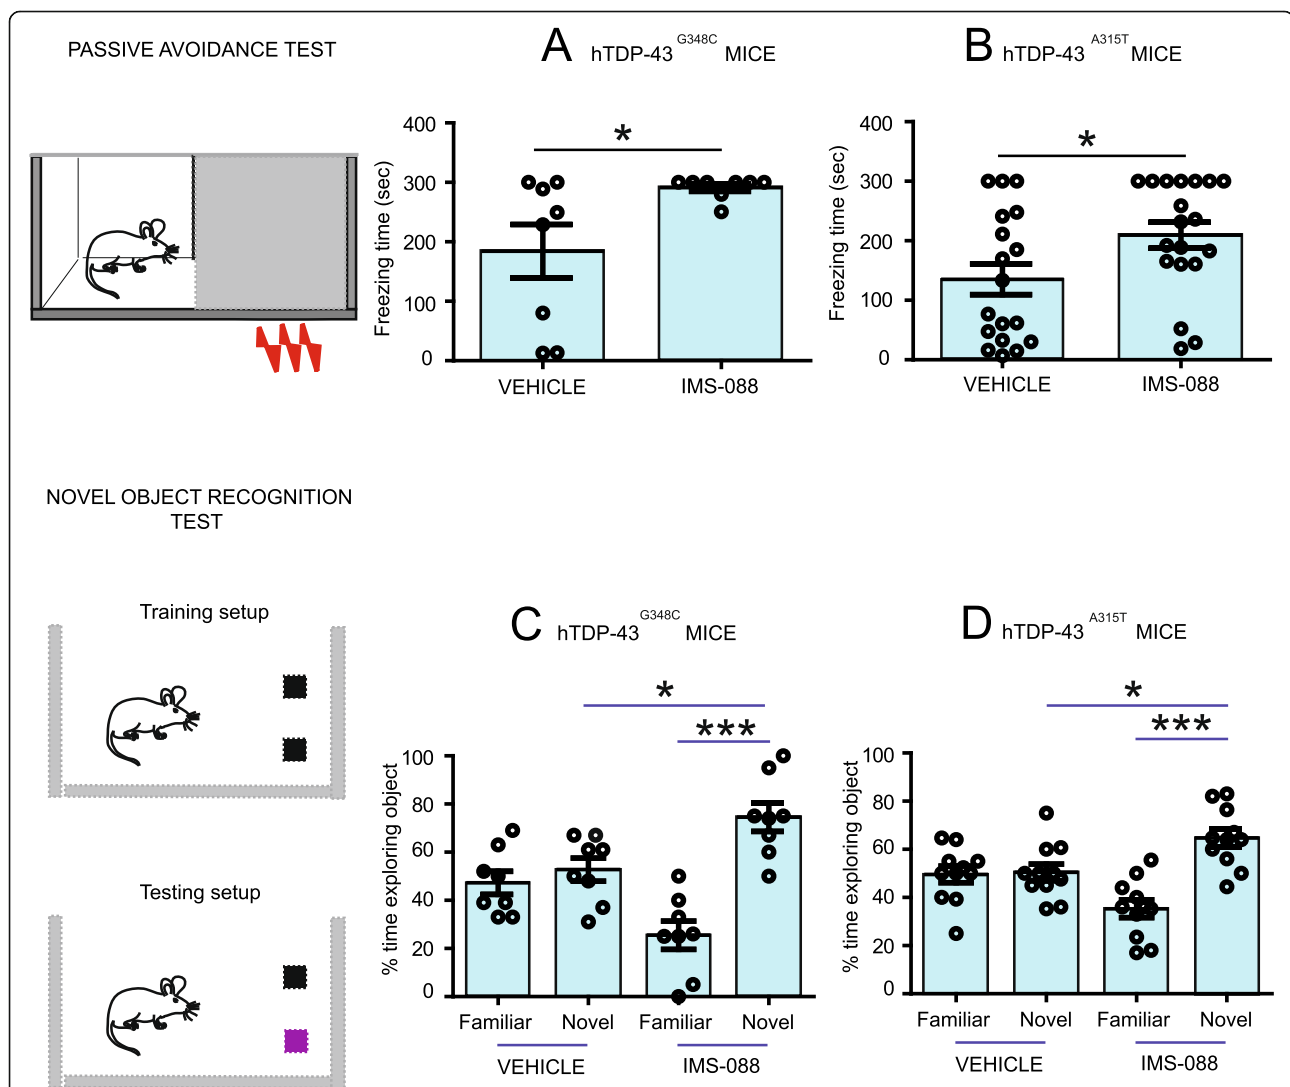 PASSIVE AVOIDANCE TEST
A hTDP-43 G348C MICE
B hTDP-43 A315T MICE
*
*
Freezing time (sec)
400
300
200
100
0
VEHICLE IMS-088
Freezing time (sec)
400
300
200
100
0
VEHICLE IMS-088
NOVEL OBJECT RECOGNITION
TEST
Training setup
Testing setup
C hTDP-43 G348C MICE
*
***
% time exploring object
100
80
60
40
20
0
Familiar Novel Familiar Novel
VEHICLE IMS-088
D hTDP-43 A315T MICE
*
***
% time exploring object
100
80
60
40
20
0
Familiar Novel Familiar Novel
VEHICLE IMS-088